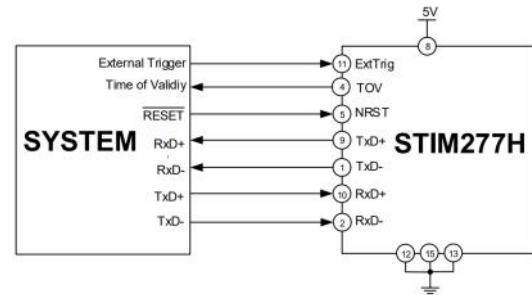 5V
8
External Trigger 11 ExtTrig
Time of Validiy 4 TOV
RESET 5 NRST
SYSTEM RxD+ 9 TxD+ STIM277H
RxD- 1 TxD-
TxD+ 10 RxD+
TxD- 2 RxD-
12 15 13